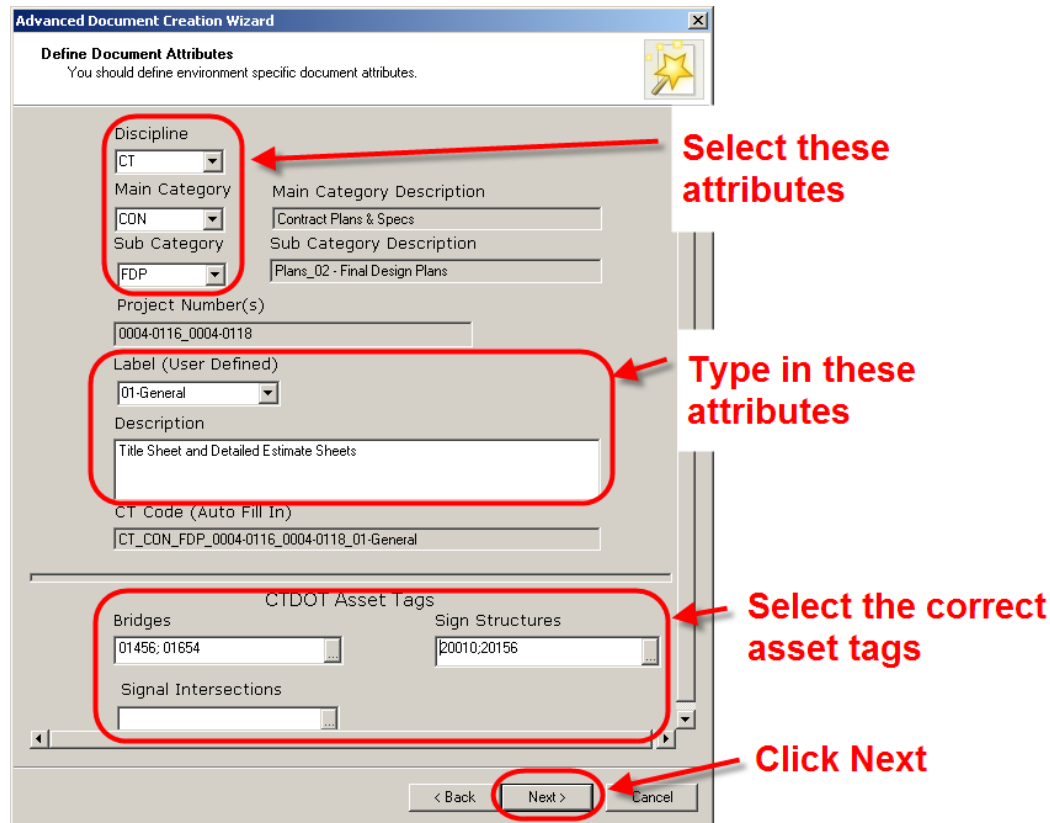 Advanced Document Creation Wizard
Define Document Attributes
You should define environment specific document attributes.
Discipline
CT
Select these
attributes
Main Category
Main Category Description
CON
Contract Plans & Specs
Sub Category
Sub Category Description
FDP
Plans_02 - Final Design Plans
Project Number(s)
0004-0116_0004-0118
Label (User Defined)
01-General
Type in these
attributes
Description
Title Sheet and Detailed Estimate Sheets
CT Code (Auto Fill In)
CT_CON_FDP_0004-0116_0004-0118_01-General
CTDOT Asset Tags
Bridges
Sign Structures
01456; 01654
...
20010;20156
...
Select the correct
asset tags
Signal Intersections
...
Click Next
< Back
Next >
Cancel